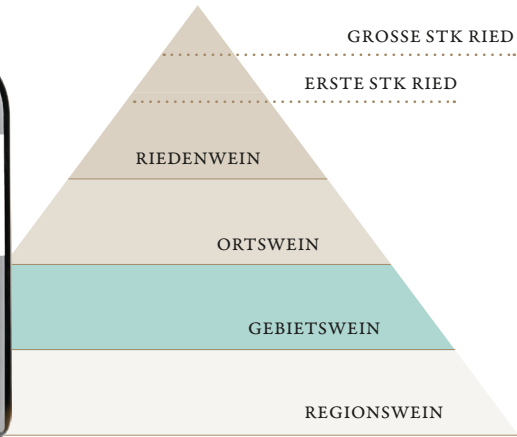 GROSSE STK RIED
ERSTE STK RIED
RIEDENWEIN
ORTSWEIN
GEBIETSWEIN
REGIONSWEIN